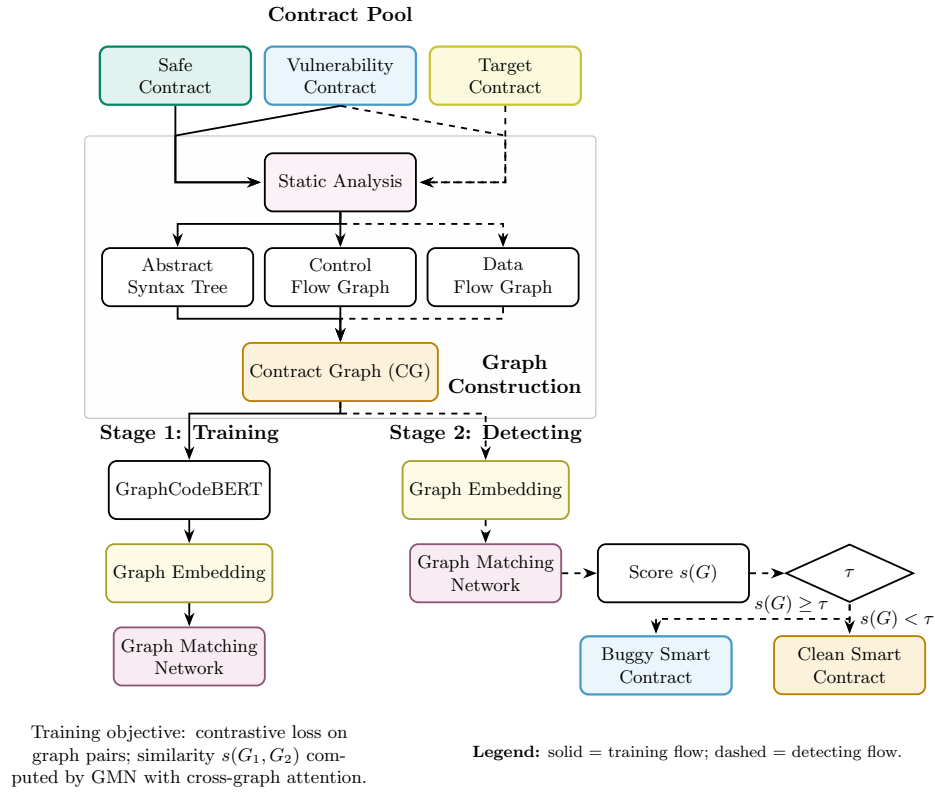 Contract Pool
Safe
Contract
Vulnerability
Contract
Target
Contract
Static Analysis
Abstract
Syntax Tree
Control
Flow Graph
Data
Flow Graph
Contract Graph (CG)
Graph
Construction
Stage 1: Training
Stage 2: Detecting
GraphCodeBERT
Graph Embedding
Graph Matching
Network
Graph Embedding
Graph Matching
Network
Score s(G)
τ
s(G) ≥ τ
s(G) < τ
Buggy Smart
Contract
Clean Smart
Contract
Training objective: contrastive loss on
graph pairs; similarity s(G₁, G₂) com-
puted by GMN with cross-graph attention.
Legend: solid = training flow; dashed = detecting flow.